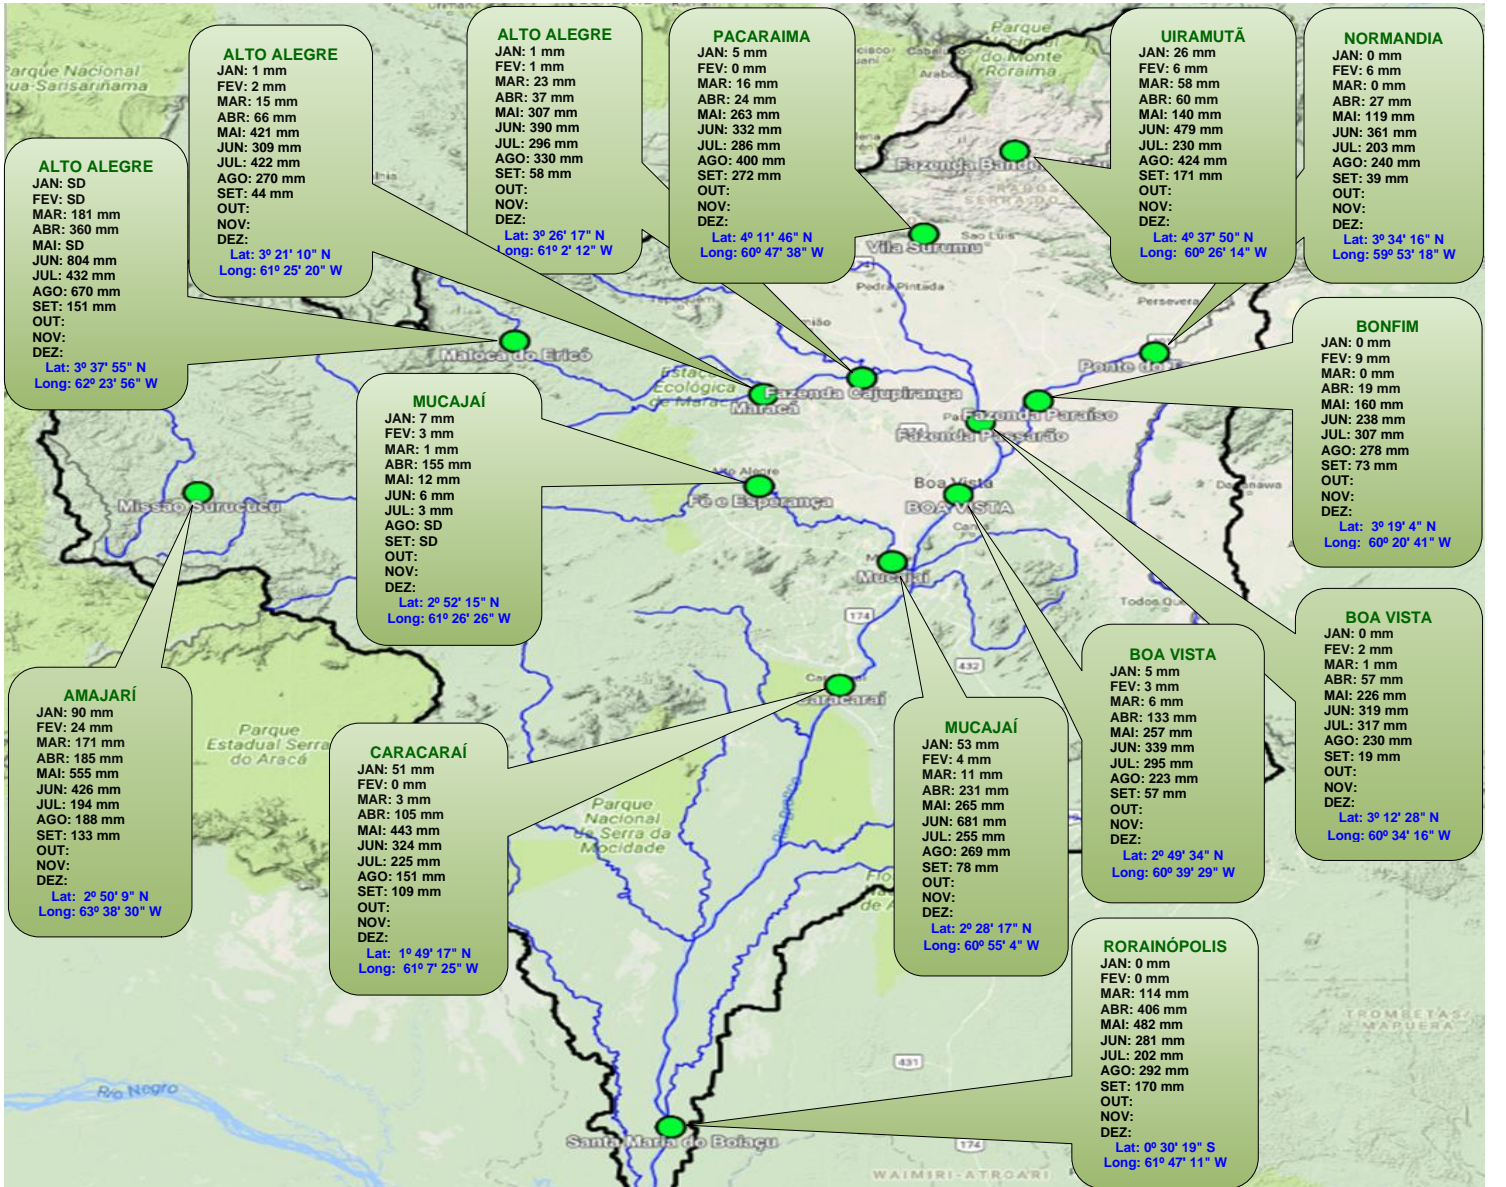 ALTO ALEGRE
JAN: SD
FEV: SD
MAR: 181 mm
ABR: 360 mm
MAI: SD
JUN: 804 mm
JUL: 432 mm
AGO: 670 mm
SET: 151 mm
OUT:
NOV:
DEZ:
Lat: 3º 37' 55" N
Long: 62º 23' 56" W
ALTO ALEGRE
JAN: 1 mm
FEV: 2 mm
MAR: 15 mm
ABR: 66 mm
MAI: 421 mm
JUN: 309 mm
JUL: 422 mm
AGO: 270 mm
SET: 44 mm
OUT:
NOV:
DEZ:
Lat: 3º 21' 10" N
Long: 61º 25' 20" W
ALTO ALEGRE
JAN: 1 mm
FEV: 1 mm
MAR: 23 mm
ABR: 37 mm
MAI: 307 mm
JUN: 390 mm
JUL: 296 mm
AGO: 330 mm
SET: 58 mm
OUT:
NOV:
DEZ:
Lat: 3º 26' 17" N
Long: 61º 2' 12" W
PACARAIMA
JAN: 5 mm
FEV: 0 mm
MAR: 16 mm
ABR: 24 mm
MAI: 263 mm
JUN: 332 mm
JUL: 286 mm
AGO: 400 mm
SET: 272 mm
OUT:
NOV:
DEZ:
Lat: 4º 11' 46" N
Long: 60º 47' 38" W
UIRAMUTÃ
JAN: 26 mm
FEV: 6 mm
MAR: 58 mm
ABR: 60 mm
MAI: 140 mm
JUN: 479 mm
JUL: 230 mm
AGO: 424 mm
SET: 171 mm
OUT:
NOV:
DEZ:
Lat: 4º 37' 50" N
Long: 60º 26' 14" W
NORMANDIA
JAN: 0 mm
FEV: 6 mm
MAR: 0 mm
ABR: 27 mm
MAI: 119 mm
JUN: 361 mm
JUL: 203 mm
AGO: 240 mm
SET: 39 mm
OUT:
NOV:
DEZ:
Lat: 3º 34' 16" N
Long: 59º 53' 18" W
BONFIM
JAN: 0 mm
FEV: 9 mm
MAR: 0 mm
ABR: 19 mm
MAI: 160 mm
JUN: 238 mm
JUL: 307 mm
AGO: 278 mm
SET: 73 mm
OUT:
NOV:
DEZ:
Lat: 3º 19' 4" N
Long: 60º 20' 41" W
MUCAJAÍ
JAN: 7 mm
FEV: 3 mm
MAR: 1 mm
ABR: 155 mm
MAI: 12 mm
JUN: 6 mm
JUL: 3 mm
AGO: SD
SET: SD
OUT:
NOV:
DEZ:
Lat: 2º 52' 15" N
Long: 61º 26' 26" W
BOA VISTA
JAN: 0 mm
FEV: 2 mm
MAR: 1 mm
ABR: 57 mm
MAI: 226 mm
JUN: 319 mm
JUL: 317 mm
AGO: 230 mm
SET: 19 mm
OUT:
NOV:
DEZ:
Lat: 3º 12' 28" N
Long: 60º 34' 16" W
BOA VISTA
JAN: 5 mm
FEV: 3 mm
MAR: 6 mm
ABR: 133 mm
MAI: 257 mm
JUN: 339 mm
JUL: 295 mm
AGO: 223 mm
SET: 57 mm
OUT:
NOV:
DEZ:
Lat: 2º 49' 34" N
Long: 60º 39' 29" W
AMAJARÍ
JAN: 90 mm
FEV: 24 mm
MAR: 171 mm
ABR: 185 mm
MAI: 555 mm
JUN: 426 mm
JUL: 194 mm
AGO: 188 mm
SET: 133 mm
OUT:
NOV:
DEZ:
Lat: 2º 50' 9" N
Long: 63º 38' 30" W
CARACARAÍ
JAN: 51 mm
FEV: 0 mm
MAR: 3 mm
ABR: 105 mm
MAI: 443 mm
JUN: 324 mm
JUL: 225 mm
AGO: 151 mm
SET: 109 mm
OUT:
NOV:
DEZ:
Lat: 1º 49' 17" N
Long: 61º 7' 25" W
MUCAJAÍ
JAN: 53 mm
FEV: 4 mm
MAR: 11 mm
ABR: 231 mm
MAI: 265 mm
JUN: 681 mm
JUL: 255 mm
AGO: 269 mm
SET: 78 mm
OUT:
NOV:
DEZ:
Lat: 2º 28' 17" N
Long: 60º 55' 4" W
RORAINÓPOLIS
JAN: 0 mm
FEV: 0 mm
MAR: 114 mm
ABR: 406 mm
MAI: 482 mm
JUN: 281 mm
JUL: 202 mm
AGO: 292 mm
SET: 170 mm
OUT:
NOV:
DEZ:
Lat: 0º 30' 19" S
Long: 61º 47' 11" W
Parque Nacional
Parque
do Monte
Roraima
Fazenda
Vila Surumu
Sao Luis
Pedra Pintada
Maloca do Ericó
Estação
Ecológica
de Maracá
Maracá
Fazenda Cajupiranga
Ponte do
Fazenda Paraíso
Fazenda Passarão
Missão Surucucu
Alto Alegre
Fé e Esperança
Boa Vista
BOA VISTA
Mucajaí
174
432
Caracaraí
Parque
Estadual Serra
do Aracá
Parque
Nacional
da Serra da
Mocidade
Rio Branco
Rio Negro
Santa Maria do Boiaçu
431
174
TROMBETAS/
MAPUERA
WAIMIRI-ATROARI